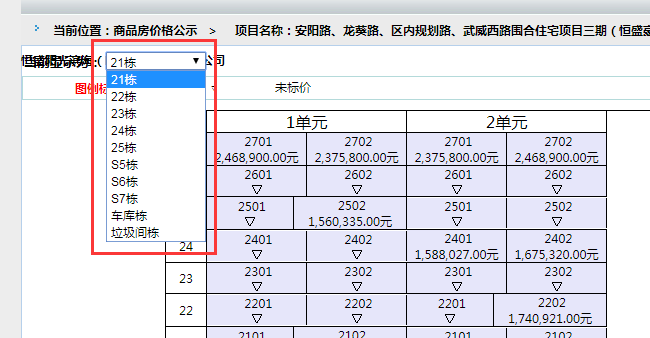 当前位置：商品房价格公示 > 项目名称：安阳路、龙葵路、区内规划路、武威西路围合住宅项目三期（恒盛
公司
21栋
21栋
22栋
23栋
24栋
25栋
S5栋
S6栋
S7栋
车库栋
垃圾间栋
图例标 未标价
1单元 2单元
2701 2702 2701 2702
2,468,900.00元 2,375,800.00元 2,375,800.00元 2,468,900.00元
2601 2602 2601 2602
▽ ▽ ▽ ▽
2501 2502 2501 2502
▽ 1,560,335.00元 ▽ ▽
24 2401 2402 2401 2402
▽ ▽ 1,588,027.00元 1,675,320.00元
23 2301 2302 2301 2302
▽ ▽ ▽ ▽
22 2201 2202 2201 2202
▽ ▽ ▽ 1,740,921.00元
2101 2102 2101 2102